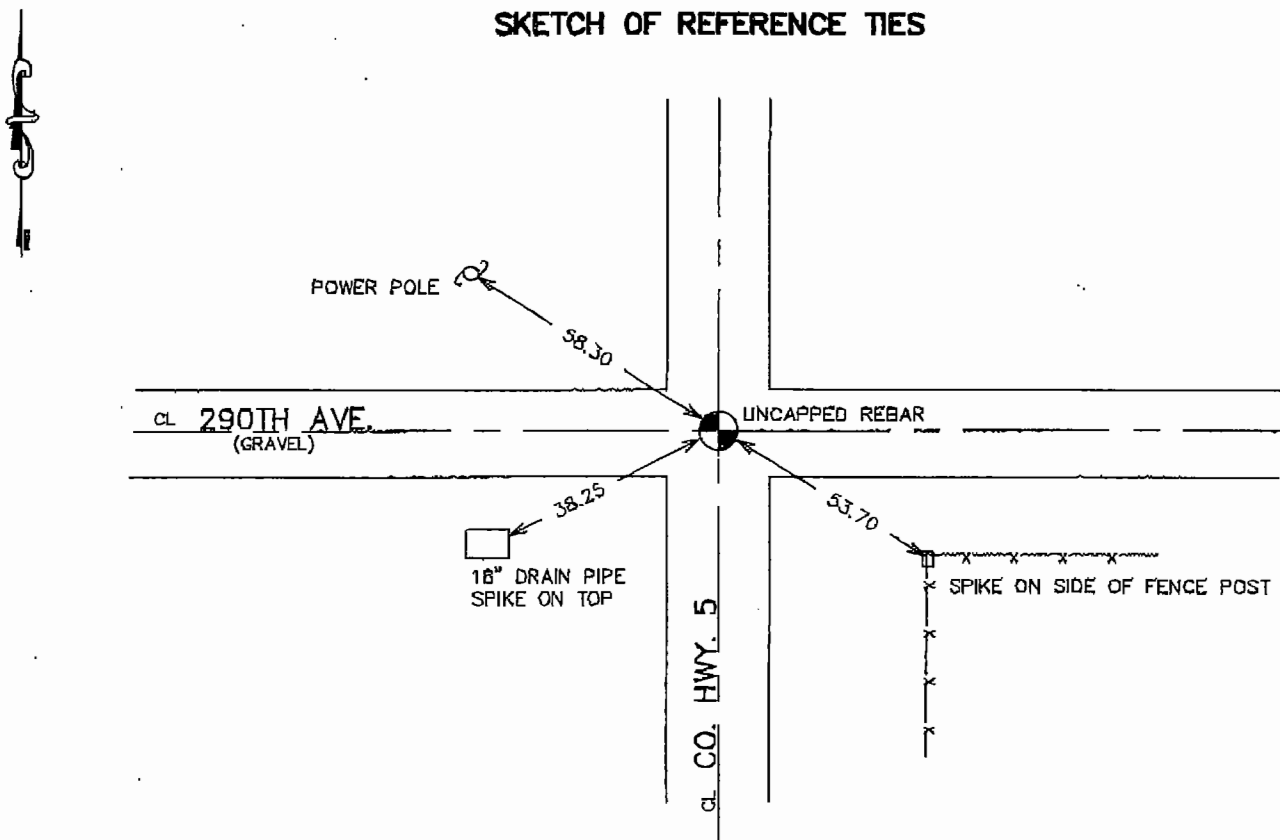 SKETCH OF REFERENCE TIES
POWER POLE
58.30
UNCAPPED REBAR
CL 290TH AVE.
(GRAVEL)
38.25
53.70
18" DRAIN PIPE
SPIKE ON TOP
SPIKE ON SIDE OF FENCE POST
CL CO. HWY. 5